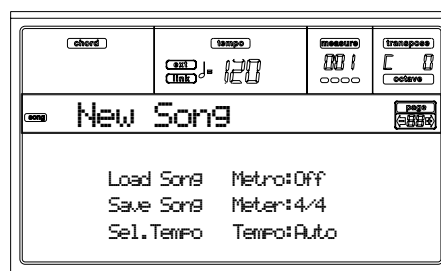 chord tempo measure transpose
ext link ♩= 120 001 C 0
octave
song New Song page
Load Song Metro:Off
Save Song Meter:4/4
Sel.Tempo Tempo:Auto